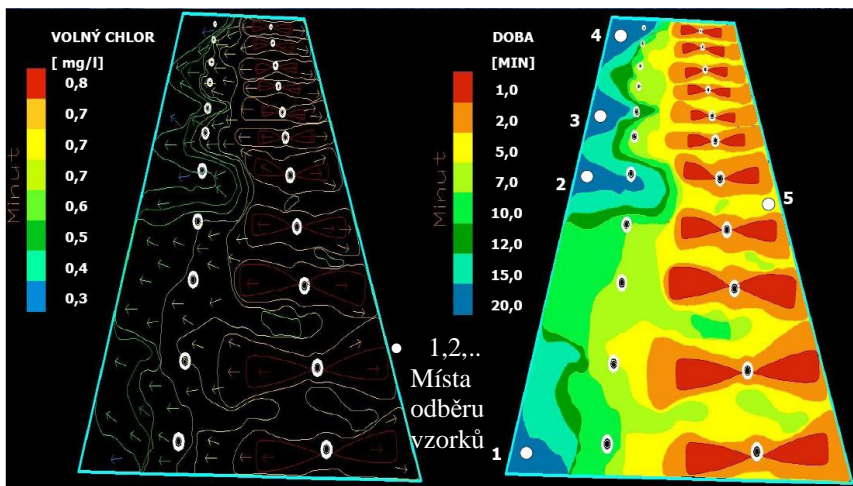 VOLNÝ CHLOR
[ mg/l]
0,8
0,7
0,7
0,7
0,6
0,5
0,4
0,3
Minut
1,2,..
Místa
odběru
vzorků
DOBA
[MIN]
1,0
2,0
5,0
7,0
10,0
12,0
15,0
20,0
Minut
4
3
2
5
1